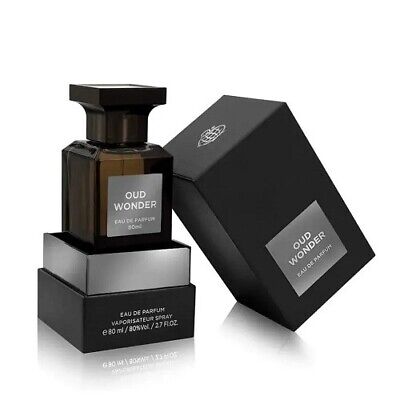 OUD
WONDER
EAU DE PARFUM
80ml
EAU DE PARFUM
VAPORISATEUR SPRAY
e 80 ml / 80%Vol. / 2.7 FL.OZ.
OUD
WONDER
EAU DE PARFUM